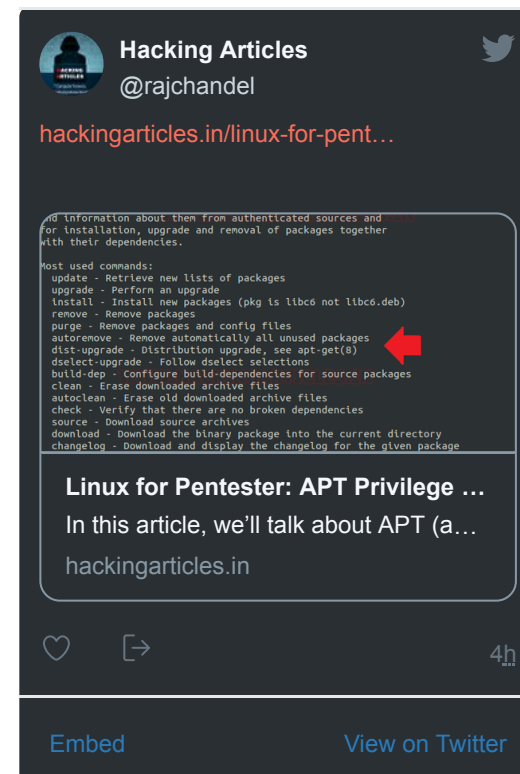 Hacking Articles
@rajchandel
hackingarticles.in/linux-for-pent…
and information about them from authenticated sources and
for installation, upgrade and removal of packages together
with their dependencies.
Most used commands:
update - Retrieve new lists of packages
upgrade - Perform an upgrade
install - Install new packages (pkg is libc6 not libc6.deb)
remove - Remove packages
purge - Remove packages and config files
autoremove - Remove automatically all unused packages
dist-upgrade - Distribution upgrade, see apt-get(8)
dselect-upgrade - Follow dselect selections
build-dep - Configure build-dependencies for source packages
clean - Erase downloaded archive files
autoclean - Erase old downloaded archive files
check - Verify that there are no broken dependencies
source - Download source archives
download - Download the binary package into the current directory
changelog - Download and display the changelog for the given package
Linux for Pentester: APT Privilege …
In this article, we'll talk about APT (a…
hackingarticles.in
4h
Embed
View on Twitter